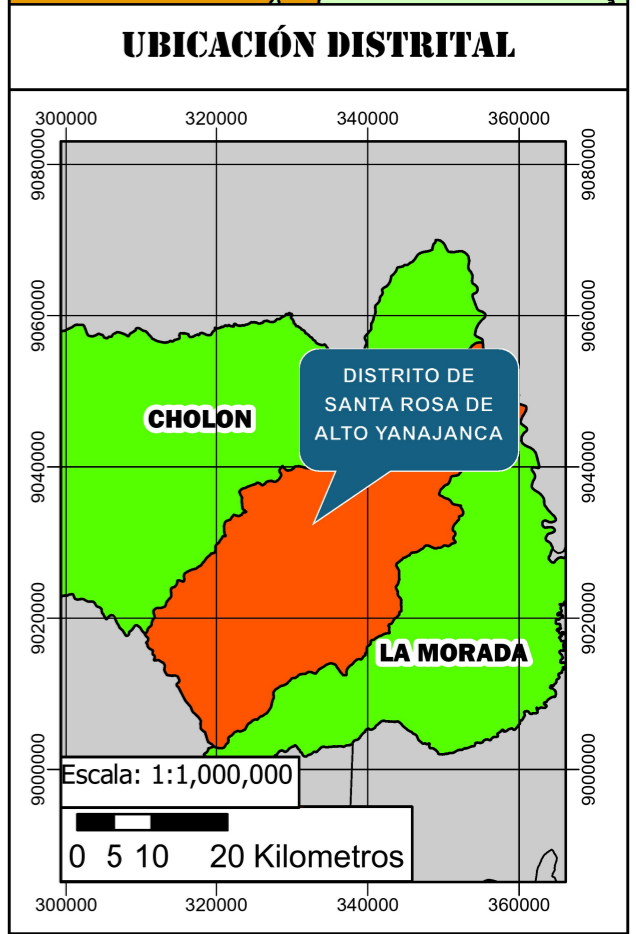 UBICACIÓN DISTRITAL
300000 320000 340000 360000
9080000 9080000
9060000 9060000
DISTRITO DE
SANTA ROSA DE
ALTO YANAJANCA
CHOLON
9040000 9040000
9020000 9020000
LA MORADA
9000000 9000000
Escala: 1:1,000,000
0 5 10 20 Kilometros
300000 320000 340000 360000